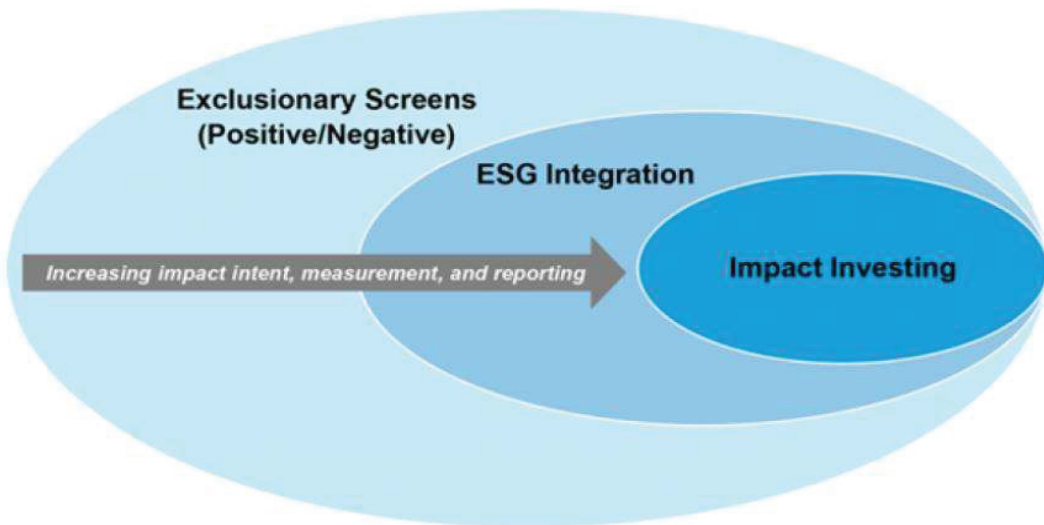 Exclusionary Screens
(Positive/Negative)
ESG Integration
Increasing impact intent, measurement, and reporting
Impact Investing